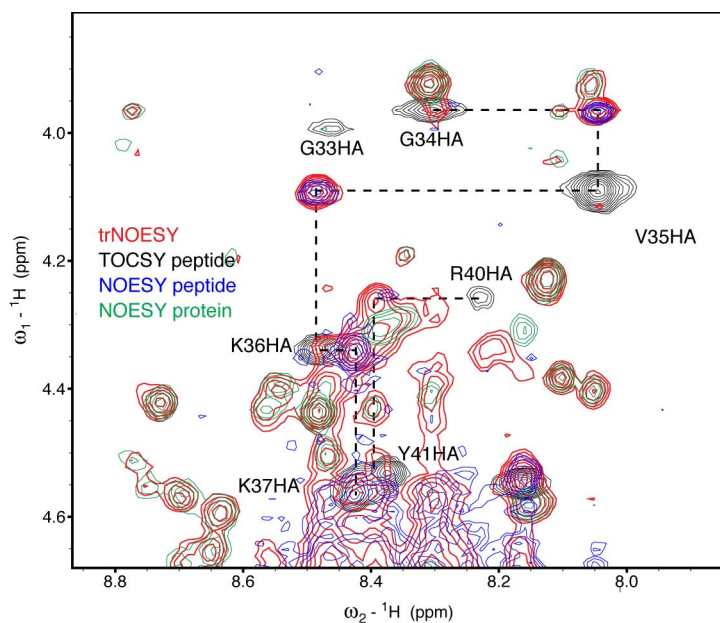 4.0
4.2
4.4
4.6
ω₁ - ¹H (ppm)
G33HA
G34HA
V35HA
trNOESY
TOCSY peptide
NOESY peptide
NOESY protein
R40HA
K36HA
Y41HA
K37HA
8.8
8.6
8.4
8.2
8.0
ω₂ - ¹H (ppm)